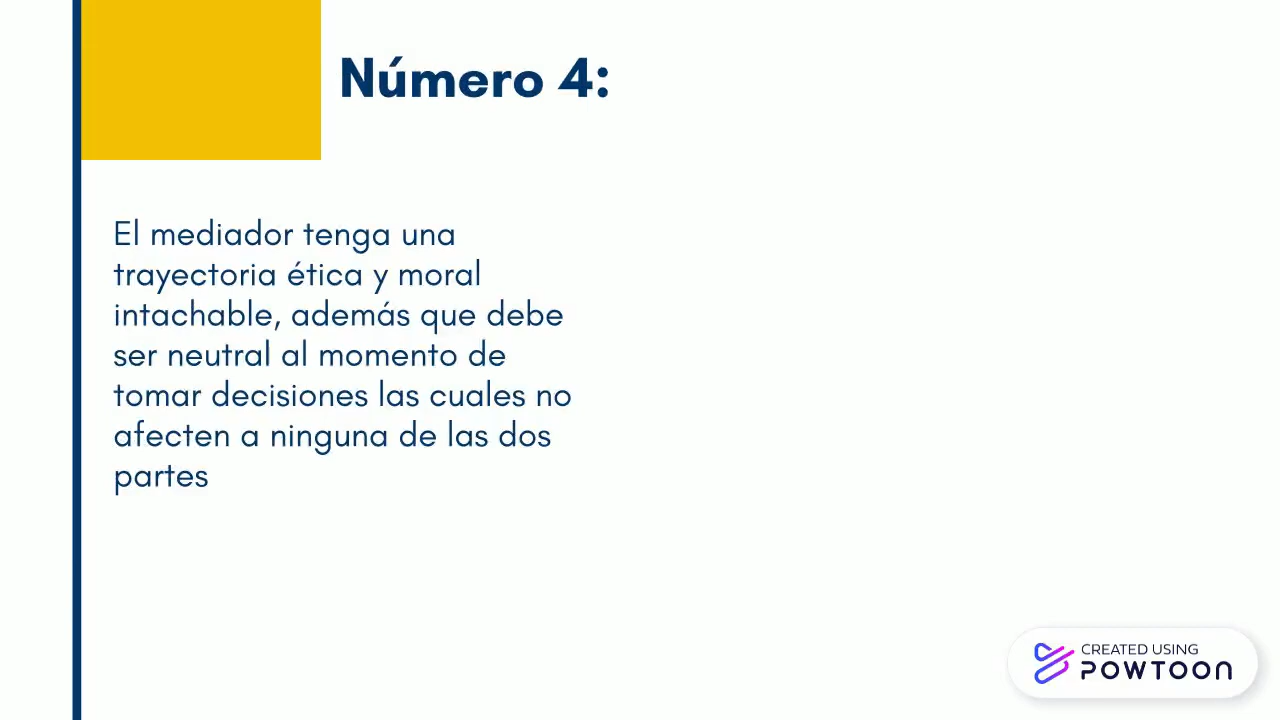 Número 4:
El mediador tenga una
trayectoria ética y moral
intachable, además que debe
ser neutral al momento de
tomar decisiones las cuales no
afecten a ninguna de las dos
partes
CREATED USING
POWTOON